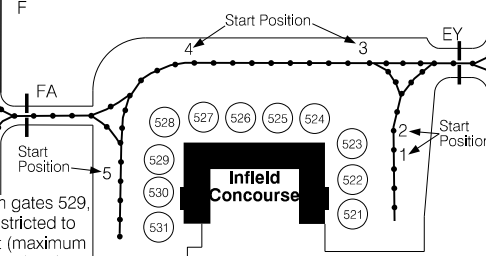 F
Start Position
4
3
EY
FA
528
527
526
525
524
523
2
Start
Position
1
Start
Position
5
529
522
Infield
Concourse
530
521
531
gates 529,
stricted to
(maximum